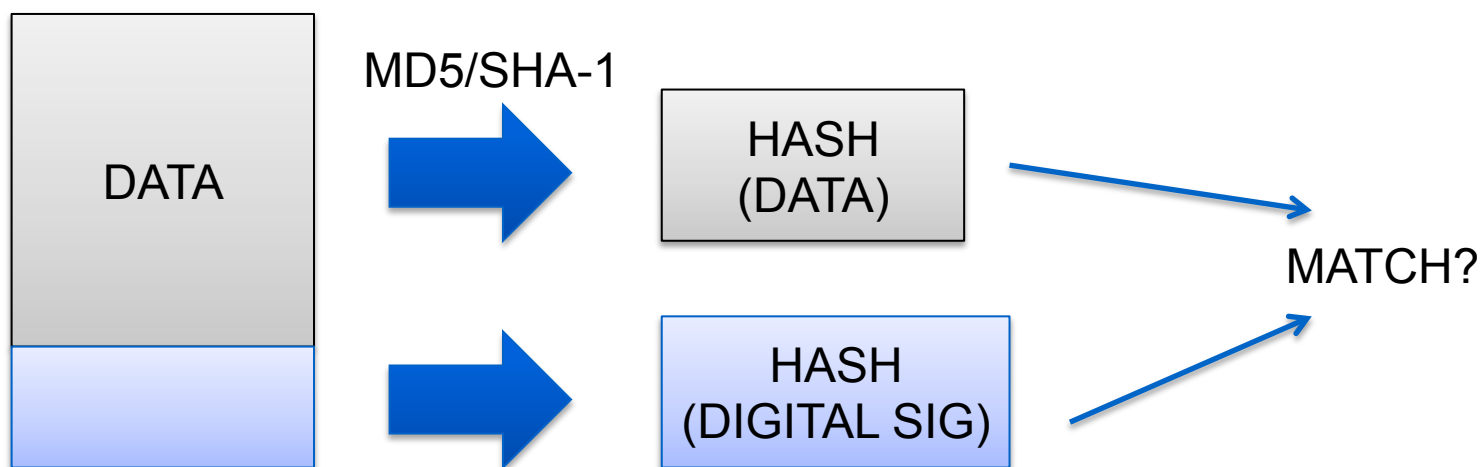 DATA
MD5/SHA-1
HASH
(DATA)
MATCH?
HASH
(DIGITAL SIG)